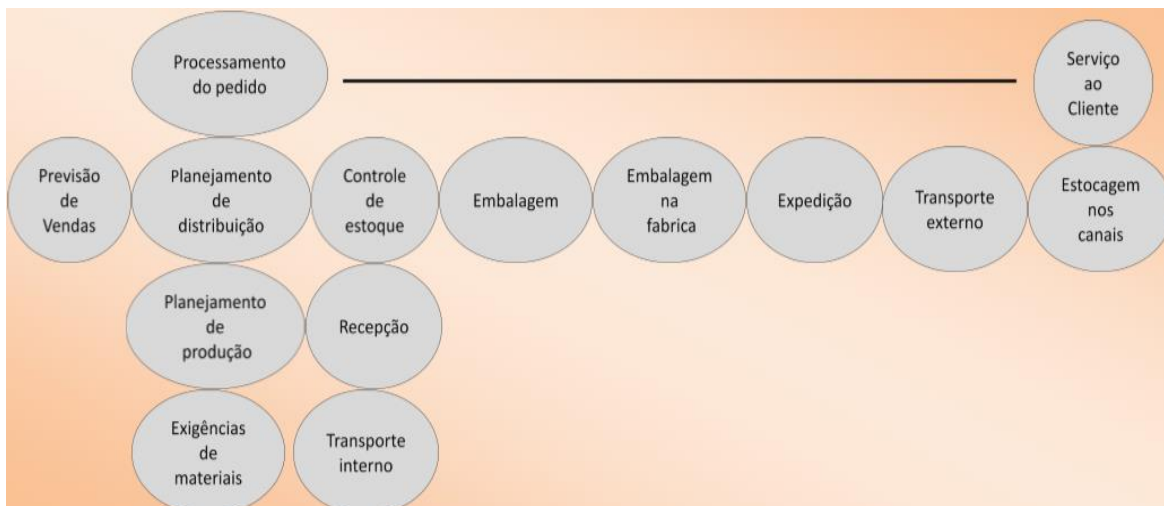 Processamento
do pedido
Serviço
ao
Cliente
Previsão
de
Vendas
Planejamento
de
distribuição
Controle
de
estoque
Embalagem
Embalagem
na
fabrica
Expedição
Transporte
externo
Estocagem
nos
canais
Planejamento
de
produção
Recepção
Exigências
de
materiais
Transporte
interno